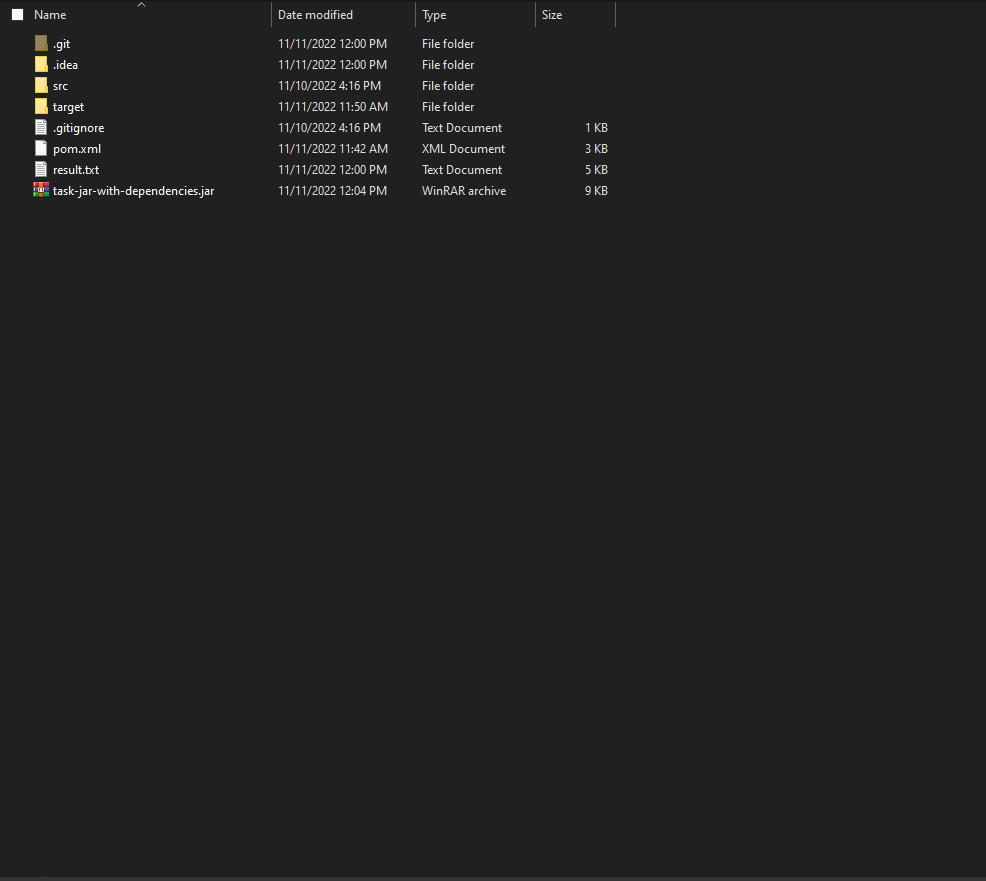 Name Date modified Type Size
.git 11/11/2022 12:00 PM File folder
.idea 11/11/2022 12:00 PM File folder
src 11/10/2022 4:16 PM File folder
target 11/11/2022 11:50 AM File folder
.gitignore 11/10/2022 4:16 PM Text Document 1 KB
pom.xml 11/11/2022 11:42 AM XML Document 3 KB
result.txt 11/11/2022 12:00 PM Text Document 5 KB
task-jar-with-dependencies.jar 11/11/2022 12:04 PM WinRAR archive 9 KB